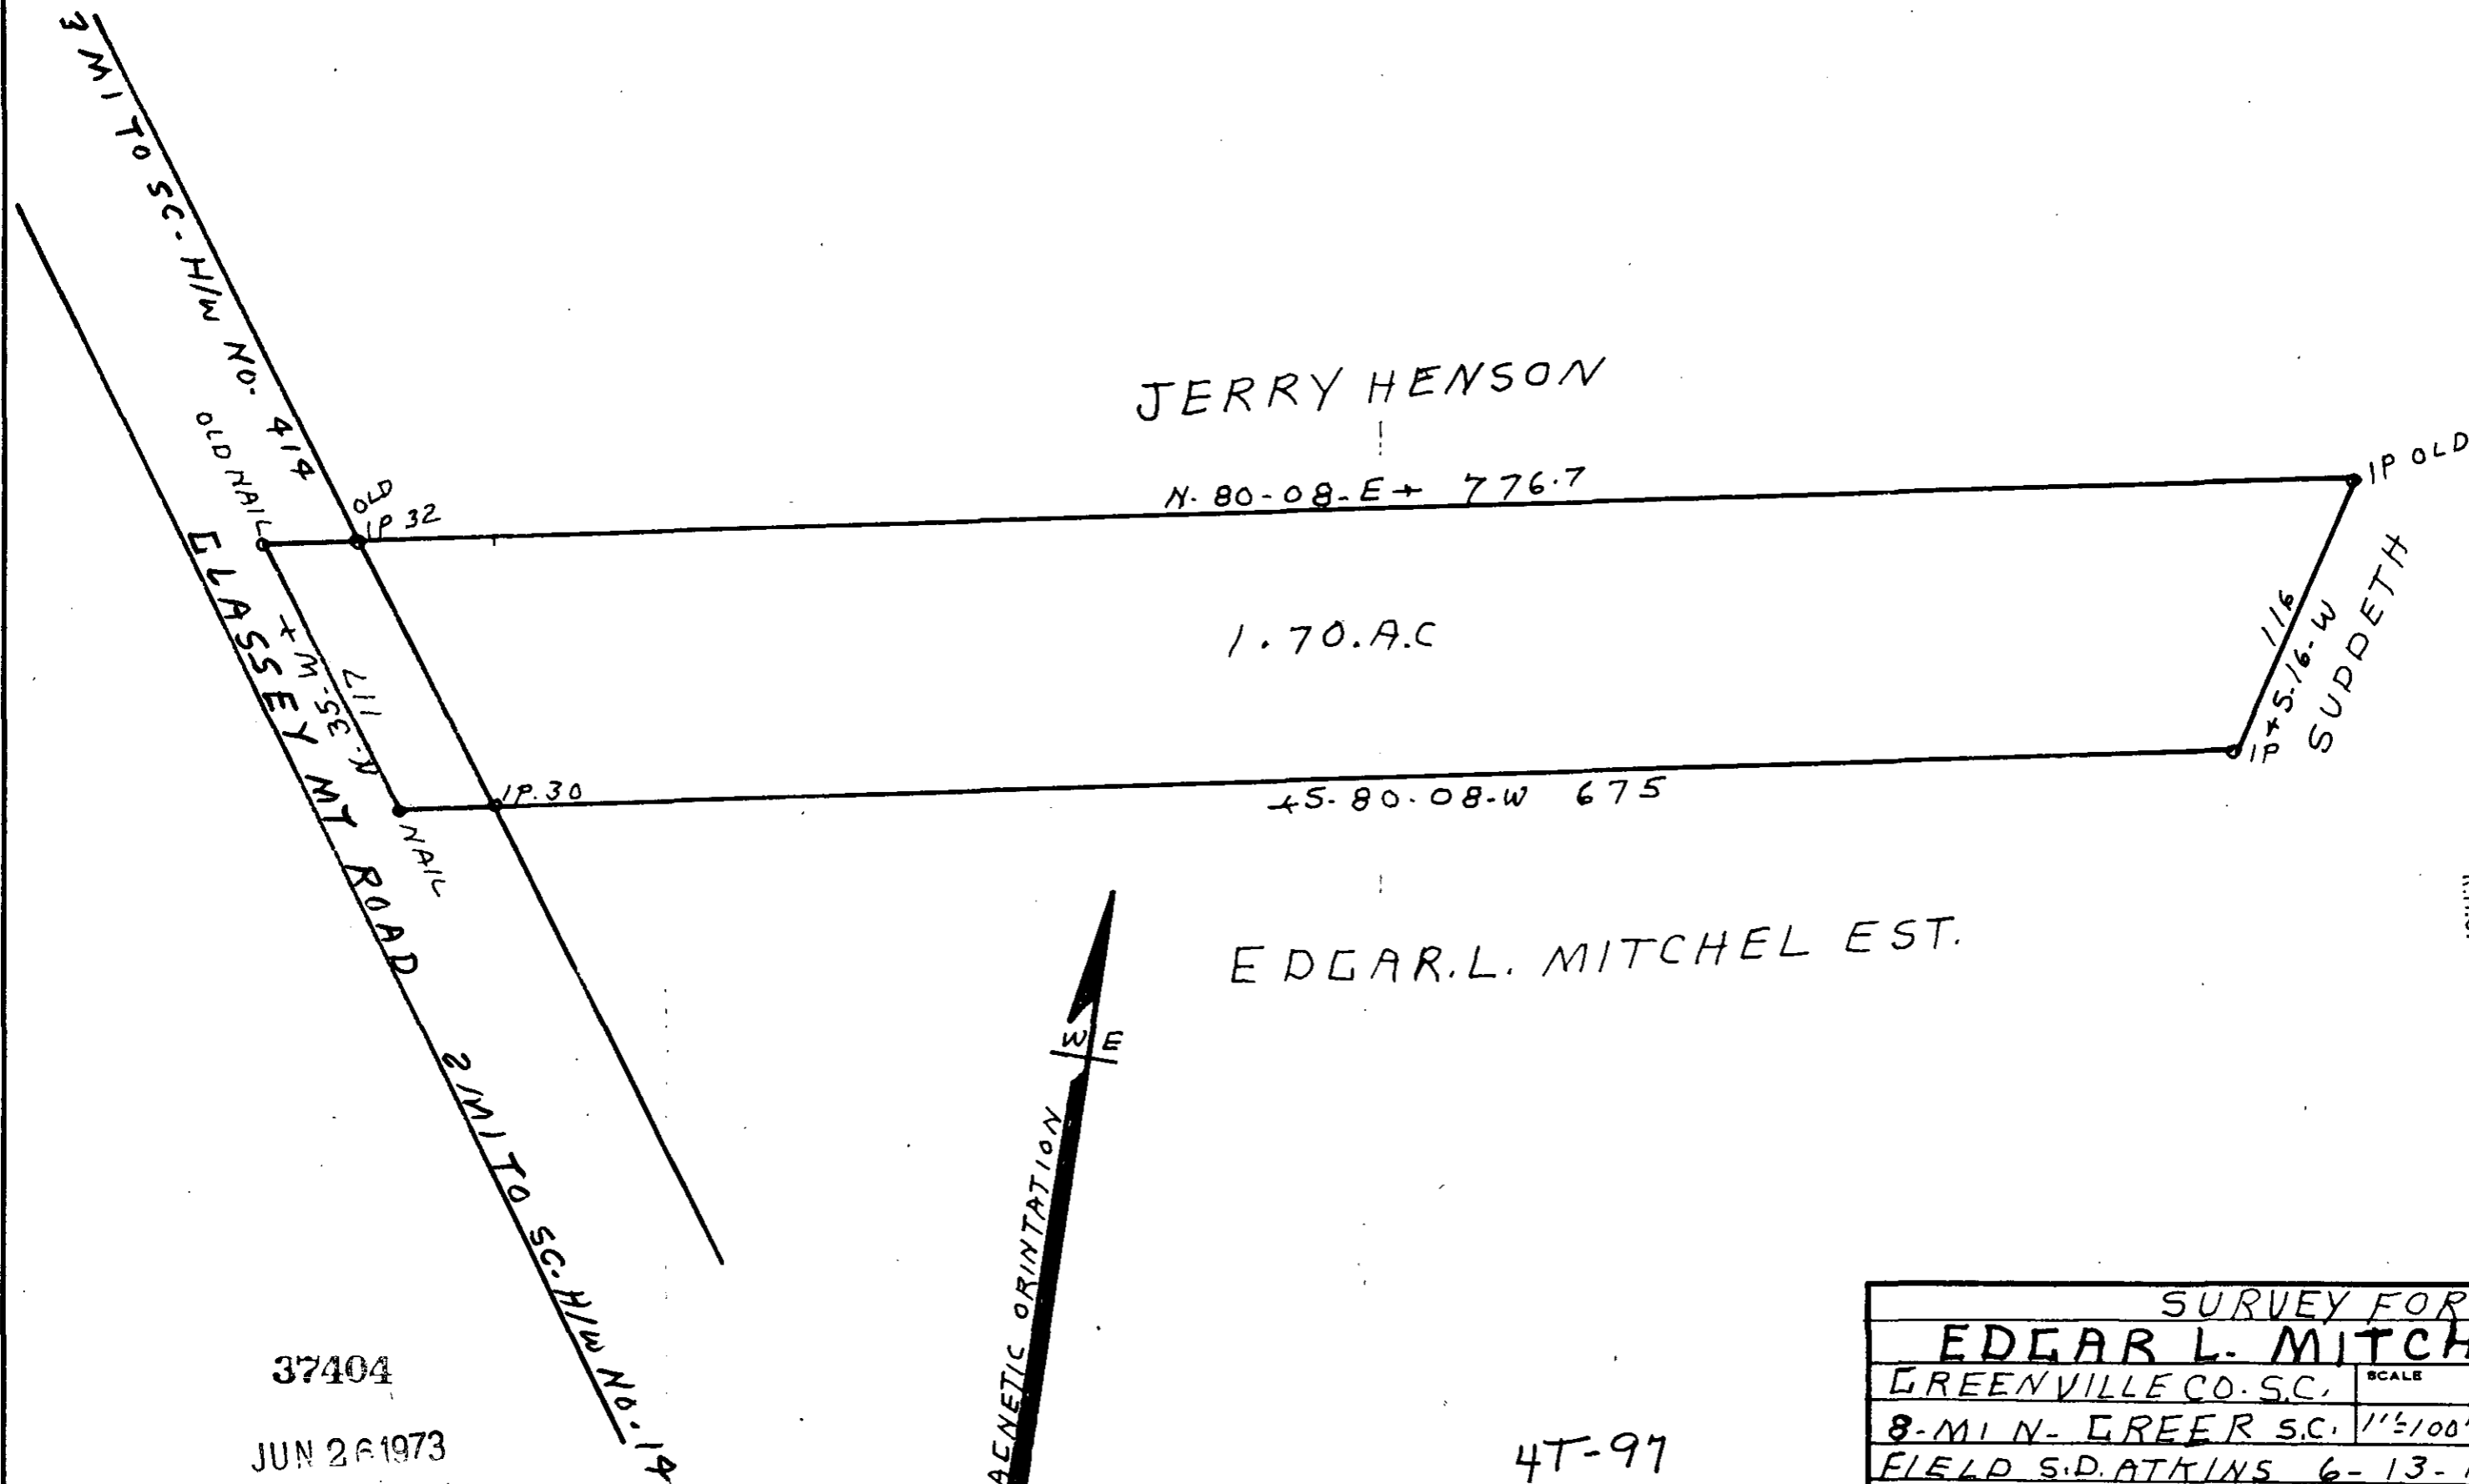 3 MI TO SC-H/W NO. 414
OLD NAIL
OLD
IP 32
JERRY HENSON
N-80-08-E+ 776.7
IP OLD
GLASSEY MT ROAD
N-35-W +
117
1.70.A.C
116
+S-16-W
SUDDETH
IP
IP.30
NAIL
+S-80-08-W 675
EDGAR.L. MITCHEL EST.
W E
AGNETIC ORINTATION
2 MI TO SC-H/W NO-14
37404
JUN 26 1973
4T-97
SURVEY FOR
EDGAR L. MITCH
GREENVILLE CO. S.C. SCALE
8-MI N- GREER S.C. 1"=100'
FIELD S.D. ATKINS 6-13-